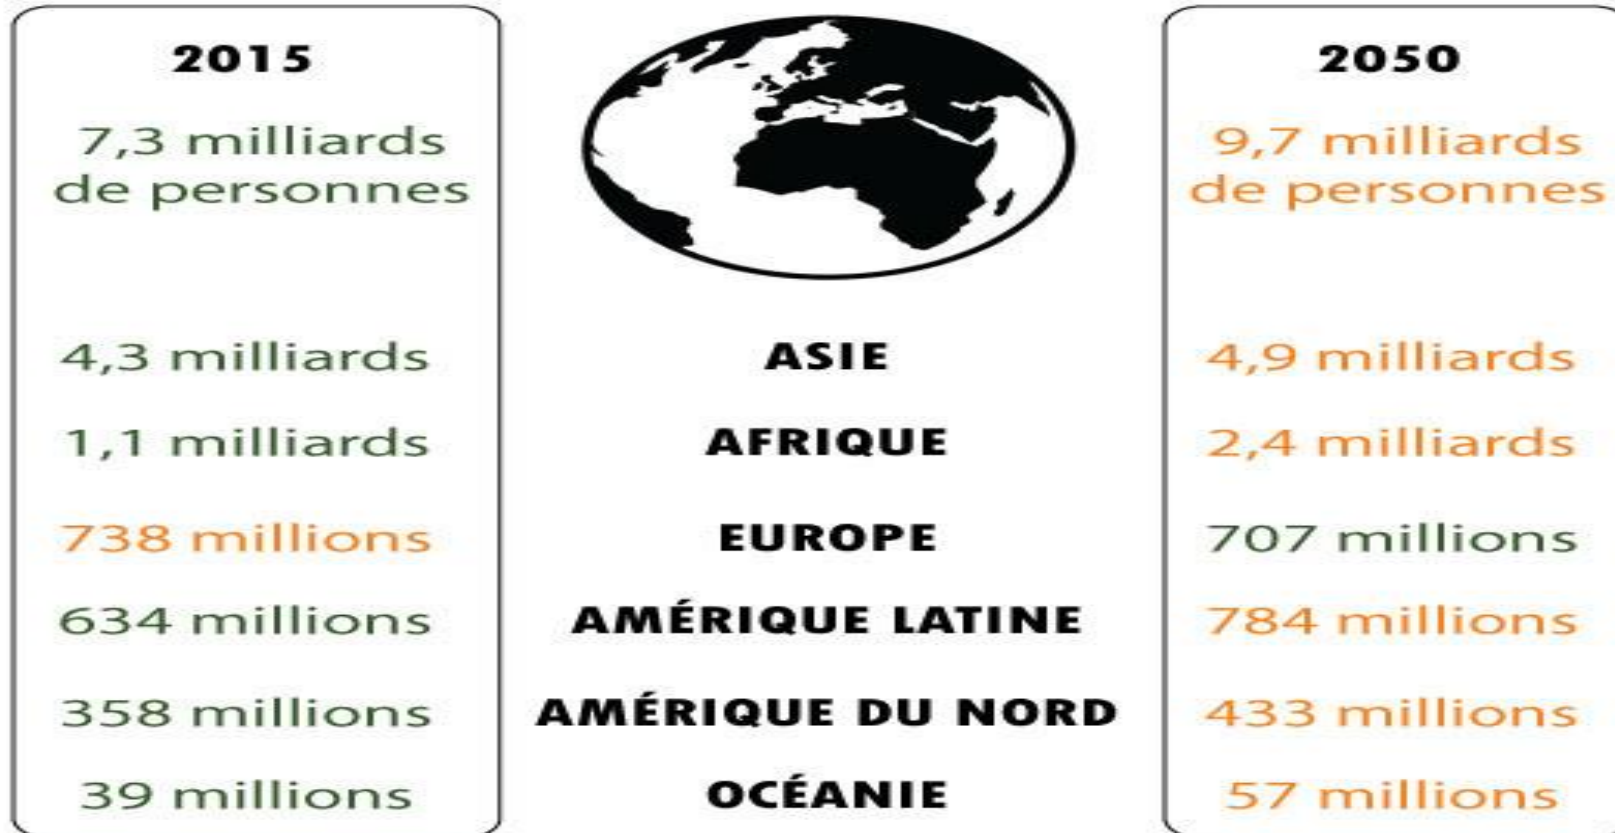 2015
7,3 milliards
de personnes
2050
9,7 milliards
de personnes
4,3 milliards
ASIE
4,9 milliards
1,1 milliards
AFRIQUE
2,4 milliards
738 millions
EUROPE
707 millions
634 millions
AMÉRIQUE LATINE
784 millions
358 millions
AMÉRIQUE DU NORD
433 millions
39 millions
OCÉANIE
57 millions